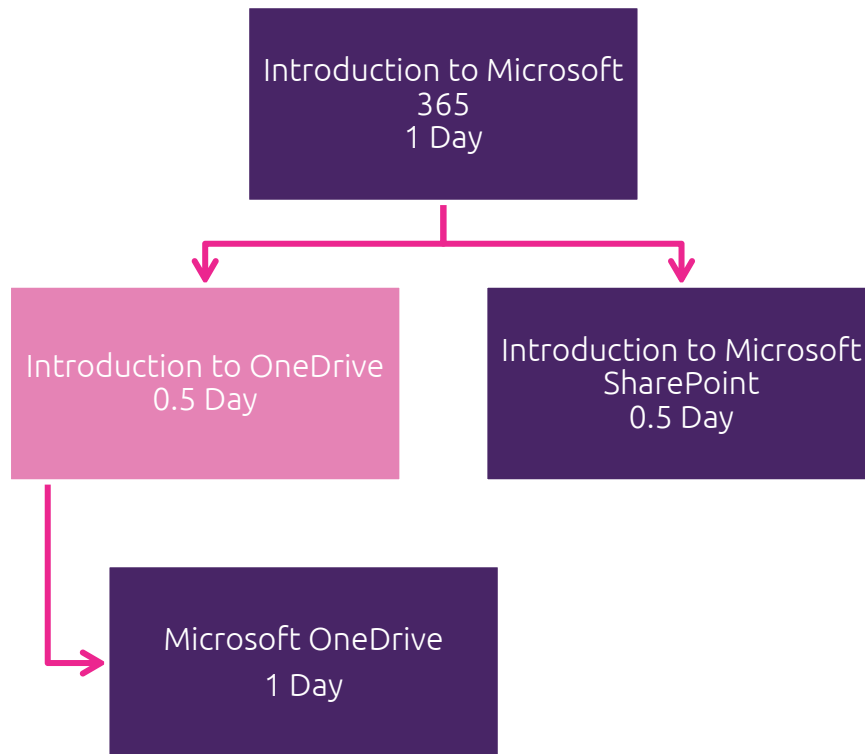 Introduction to Microsoft
365
1 Day
Introduction to OneDrive
0.5 Day
Introduction to Microsoft
SharePoint
0.5 Day
Microsoft OneDrive
1 Day